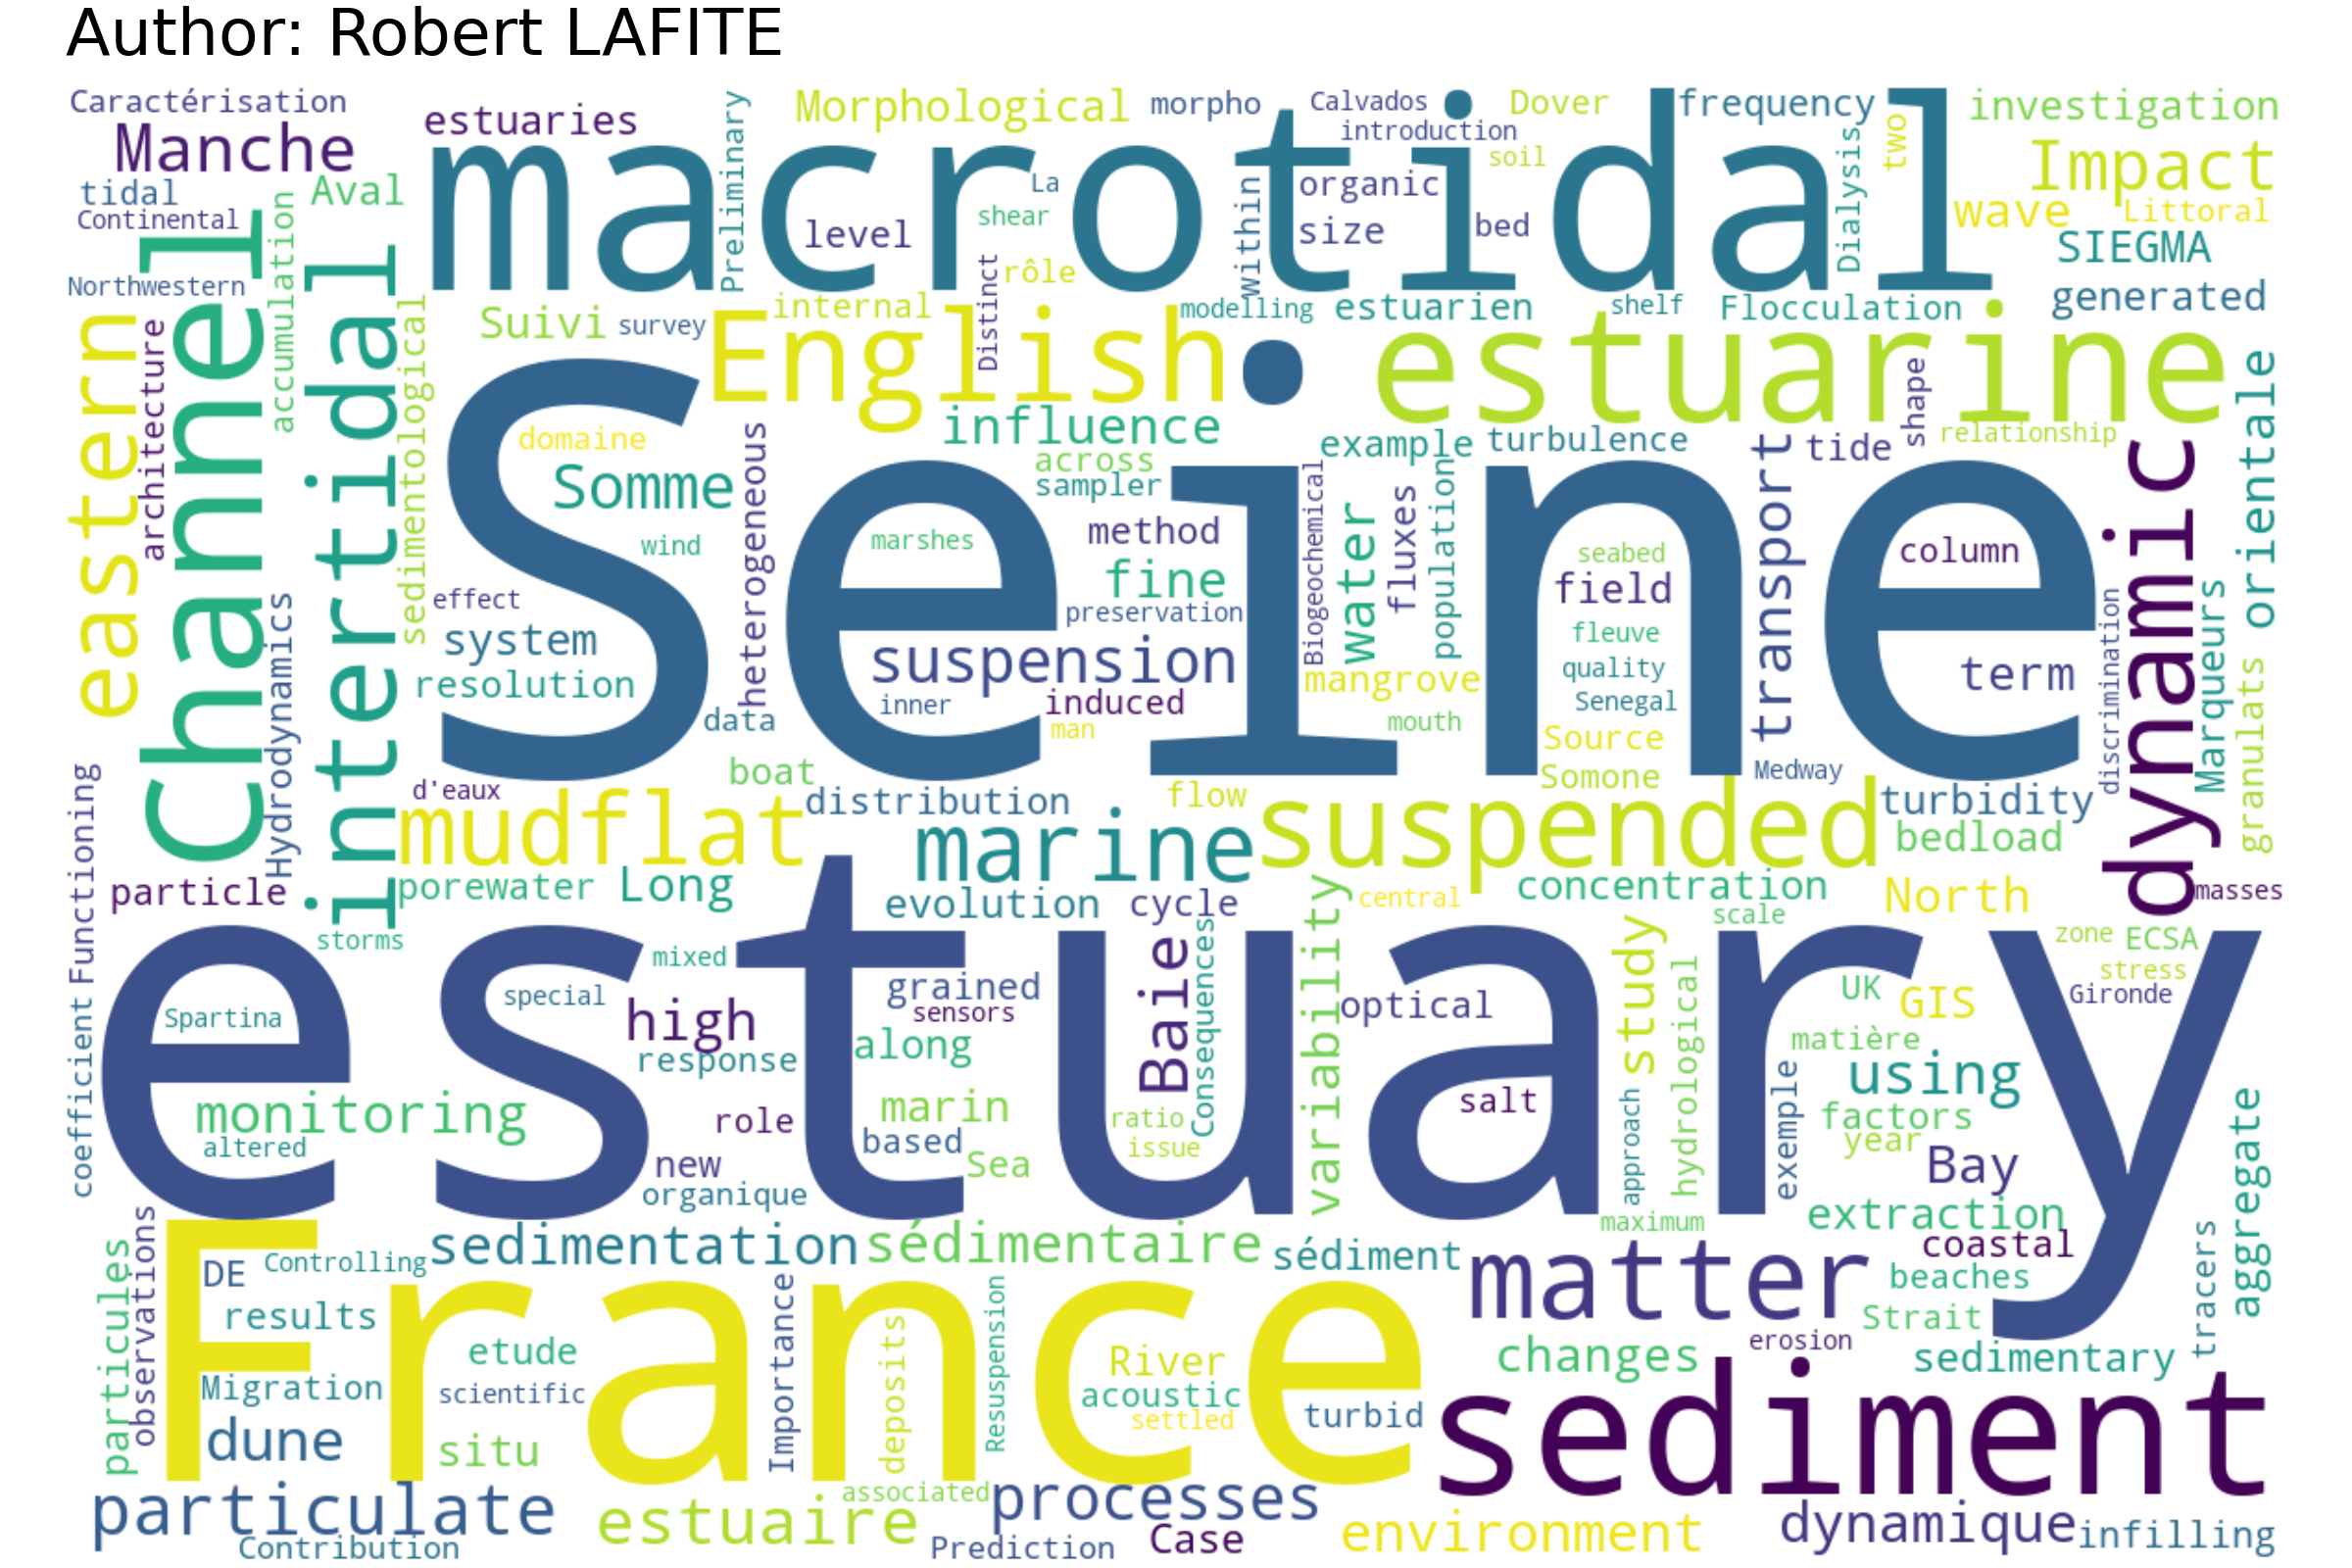 Author: Robert LAFITE
Caractérisation
Manche
estuaries
Preliminary
Morphological
morpho
Calvados
introduction
Dover
frequency
two
investigation
tidal
Aval
Continental
accumulation
macrotidal
level
La
shear
within
organic
size
bed
soil
Dialysis
Impact
wave
Littoral
SIEGMA
Northwestern
generated
eastern
architecture
Channel
intertidal
sedimentological
Suivi
survey
internal
rôle
Distinct
English
modelling
estuarien
shelf
Flocculation
estuarine
shape
orientale
influence
example
turbulence
tide
relationship
domaine
Somme
heterogeneous
across
sampler
Seine
wind
marshes
method
fine
preservation
Biogeochemical
water
fluxes
population
seabed
field
transport
column
dynamic
effect
system
resolution
Hydrodynamics
suspension
inner
induced
man
data
mangrove
mouth
fleuve
quality
Senegal
Source
Somone
term
discrimination
Marqueurs
granulats
Medway
boat
d'eaux
mudflat
distribution
flow
marine
suspended
turbidity
bedload
Functioning
particle
porewater
Long
evolution
cycle
central
concentration
scale
North
masses
storms
mixed
estuary
special
Spartina
high
grained
sensors
Baie
Consequences
variability
optical
study
hydrological
UK
GIS
zone
ECSA
stress
Gironde
coefficient
response
along
matière
using
monitoring
altered
role
marin
based
ratio
issue
salt
approach
exemple
factors
year
Bay
aggregate
new
Sea
organique
maximum
extraction
coastal
observations
particules
DE
Controlling
sedimentation
sédimentaire
sédiment
matter
beaches
Strait
tracers
results
France
etude
Importance
deposits
Resuspension
River
acoustic
settled
changes
erosion
sedimentary
Migration
scientific
turbid
sediment
dune
situ
particulate
Contribution
estuaire
associated
processes
Prediction
Case
environment
dynamique
infilling